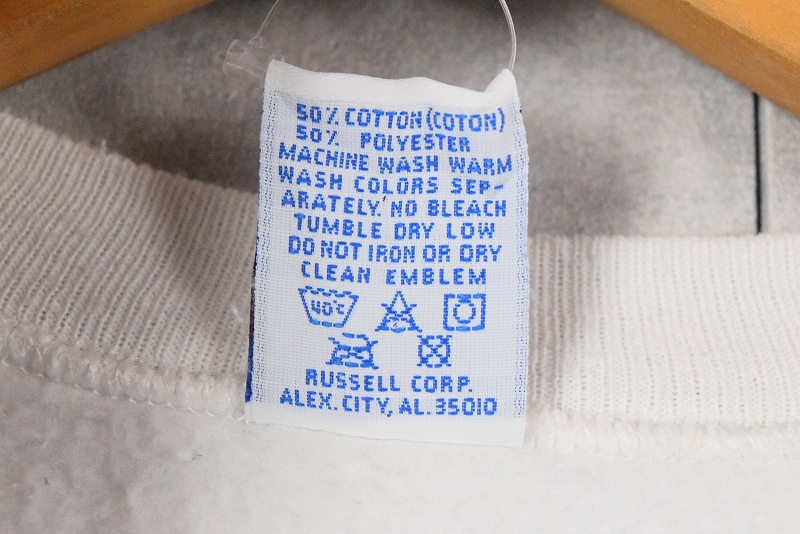 50% COTTON (COTON)
50% POLYESTER
MACHINE WASH WARM
WASH COLORS SEP-
ARATELY. NO BLEACH
TUMBLE DRY LOW
DO NOT IRON OR DRY
CLEAN EMBLEM
40°C
RUSSELL CORP.
ALEX. CITY, AL. 35010